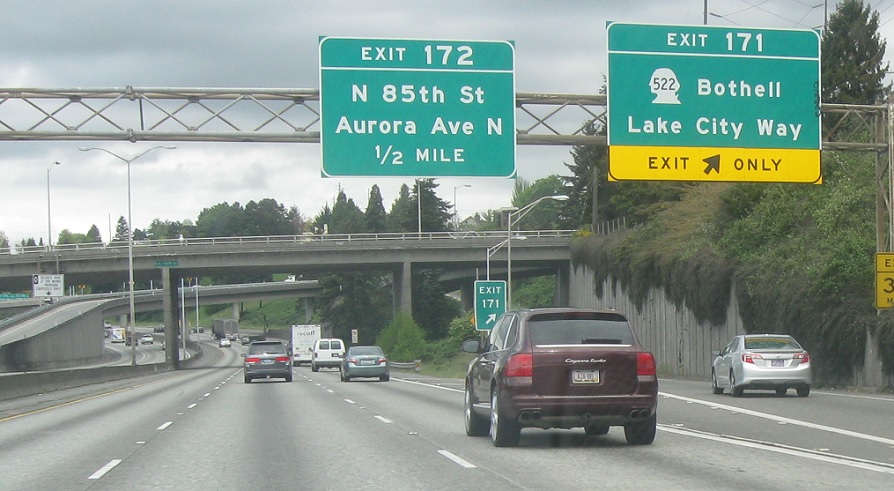 EXIT 172
N 85th St
Aurora Ave N
1/2 MILE
EXIT 171
522 Bothell
Lake City Way
EXIT ONLY
EXIT
171
Cayenne turbo